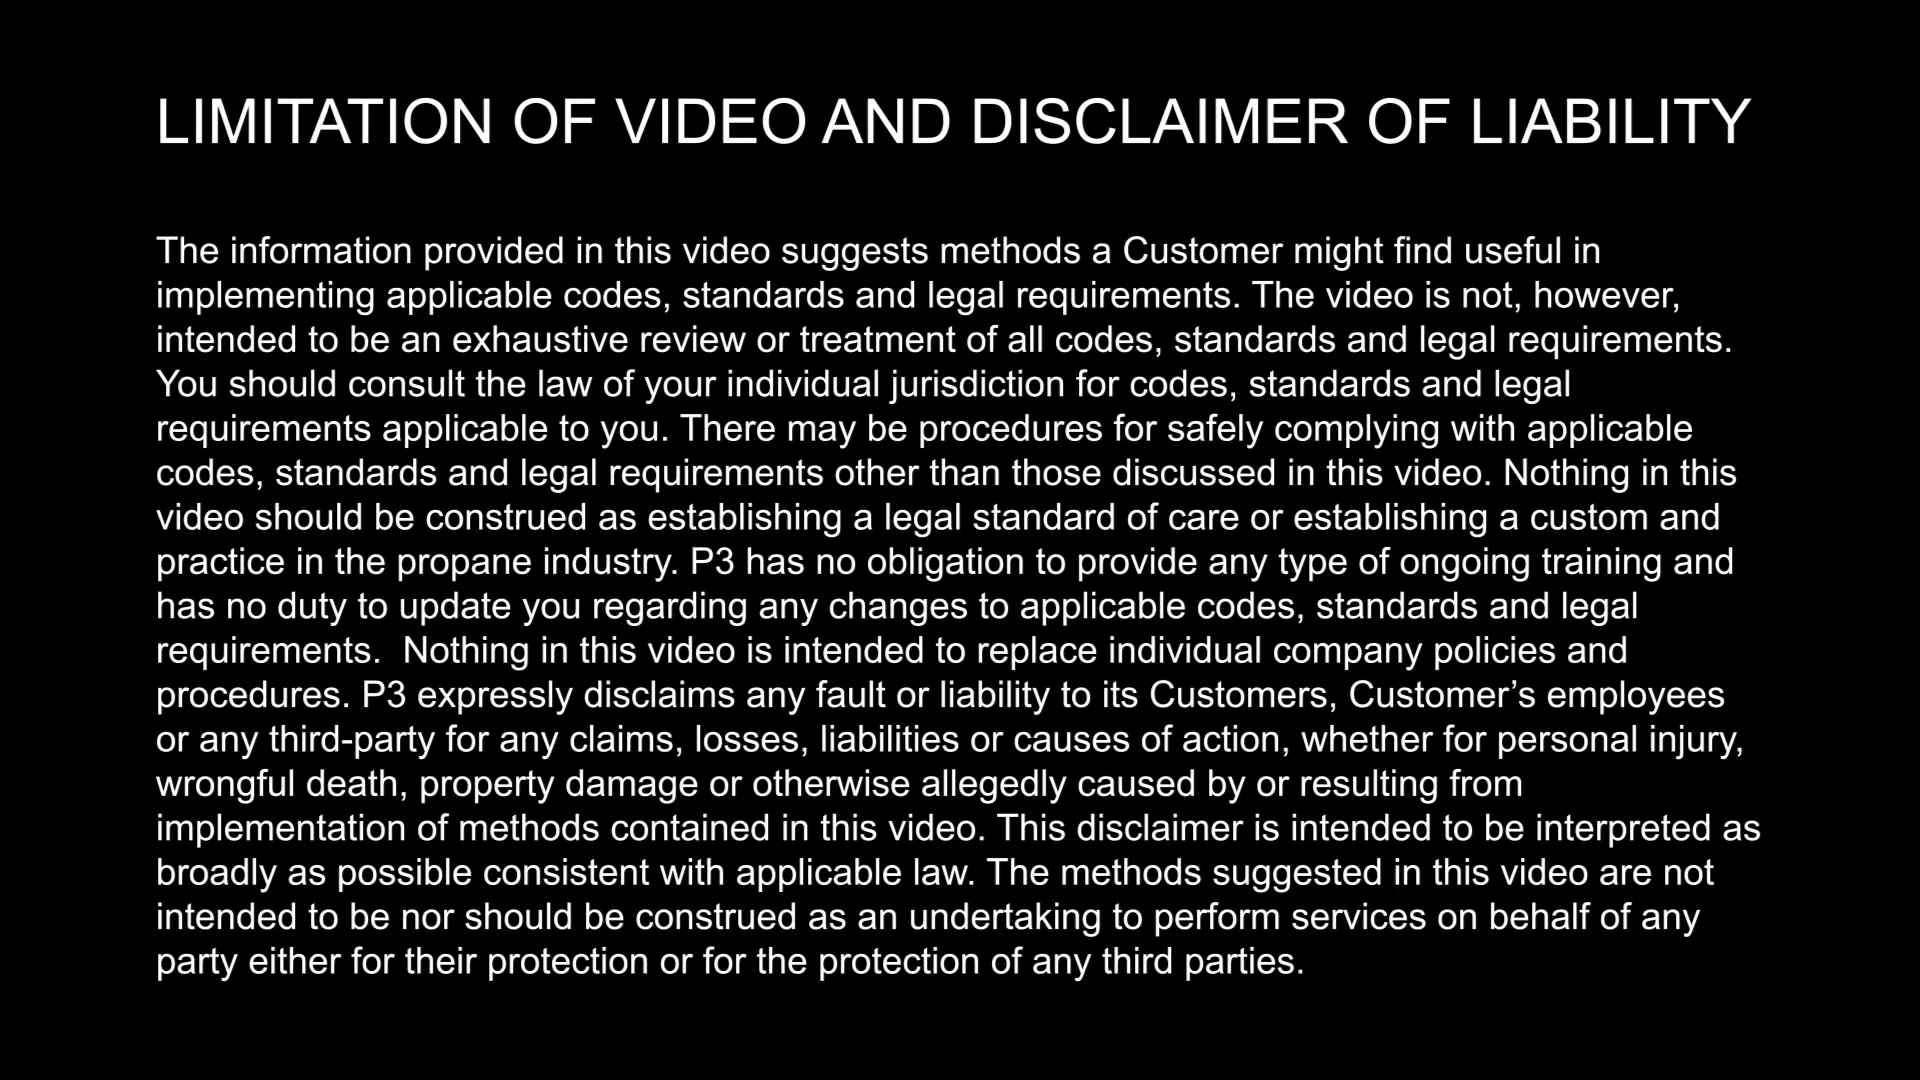 LIMITATION OF VIDEO AND DISCLAIMER OF LIABILITY
The information provided in this video suggests methods a Customer might find useful in
implementing applicable codes, standards and legal requirements. The video is not, however,
intended to be an exhaustive review or treatment of all codes, standards and legal requirements.
You should consult the law of your individual jurisdiction for codes, standards and legal
requirements applicable to you. There may be procedures for safely complying with applicable
codes, standards and legal requirements other than those discussed in this video. Nothing in this
video should be construed as establishing a legal standard of care or establishing a custom and
practice in the propane industry. P3 has no obligation to provide any type of ongoing training and
has no duty to update you regarding any changes to applicable codes, standards and legal
requirements.  Nothing in this video is intended to replace individual company policies and
procedures. P3 expressly disclaims any fault or liability to its Customers, Customer’s employees
or any third-party for any claims, losses, liabilities or causes of action, whether for personal injury,
wrongful death, property damage or otherwise allegedly caused by or resulting from
implementation of methods contained in this video. This disclaimer is intended to be interpreted as
broadly as possible consistent with applicable law. The methods suggested in this video are not
intended to be nor should be construed as an undertaking to perform services on behalf of any
party either for their protection or for the protection of any third parties.